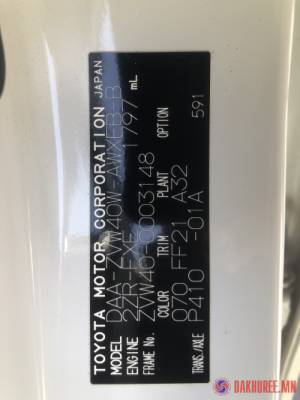 TOYOTA MOTOR CORPORATION JAPAN
MODEL DAA-ZVW40W-AWXEB B
ENGINE 2ZR-FXE 1797 mL
FRAME No. ZVW40-0003148
COLOR TRIM PLANT OPTION
070 FF21 A32 591
TRANS./AXLE P410 -01A
OAKHUREE.MN